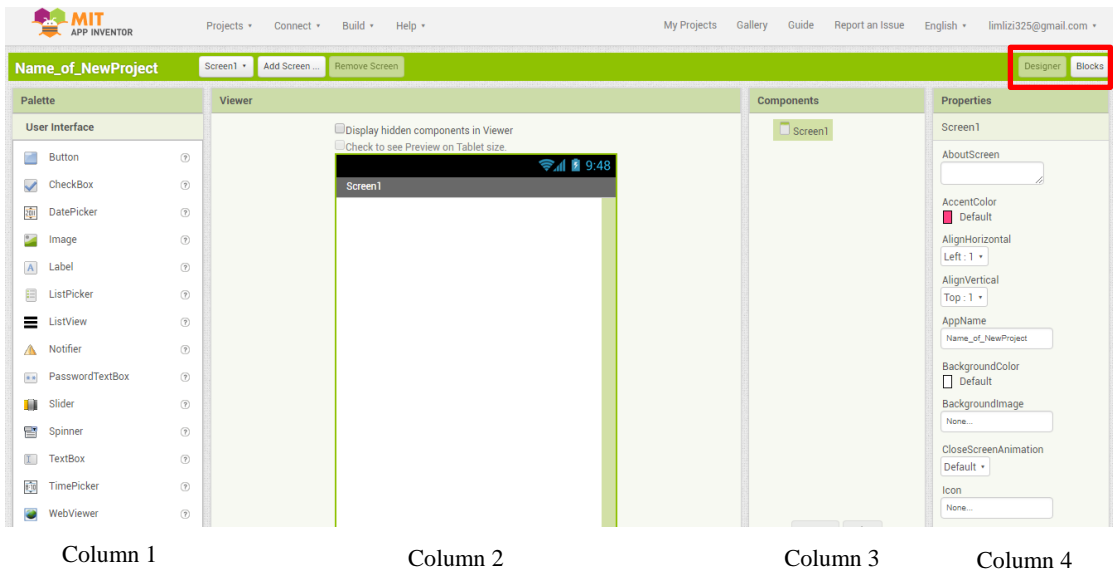 MIT
APP INVENTOR
Projects Connect Build Help My Projects Gallery Guide Report an Issue English limlizi325@gmail.com
Name_of_NewProject Screen1 Add Screen ... Remove Screen Designer Blocks
Palette
User Interface
Button
CheckBox
DatePicker
Image
Label
ListPicker
ListView
Notifier
PasswordTextBox
Slider
Spinner
TextBox
TimePicker
WebViewer
Viewer
Display hidden components in Viewer
Check to see Preview on Tablet size.
9:48
Screen1
Components
Screen1
Properties
Screen1
AboutScreen
AccentColor
Default
AlignHorizontal
Left : 1
AlignVertical
Top : 1
AppName
Name_of_NewProject
BackgroundColor
Default
BackgroundImage
None...
CloseScreenAnimation
Default
Icon
None...
Column 1 Column 2 Column 3 Column 4